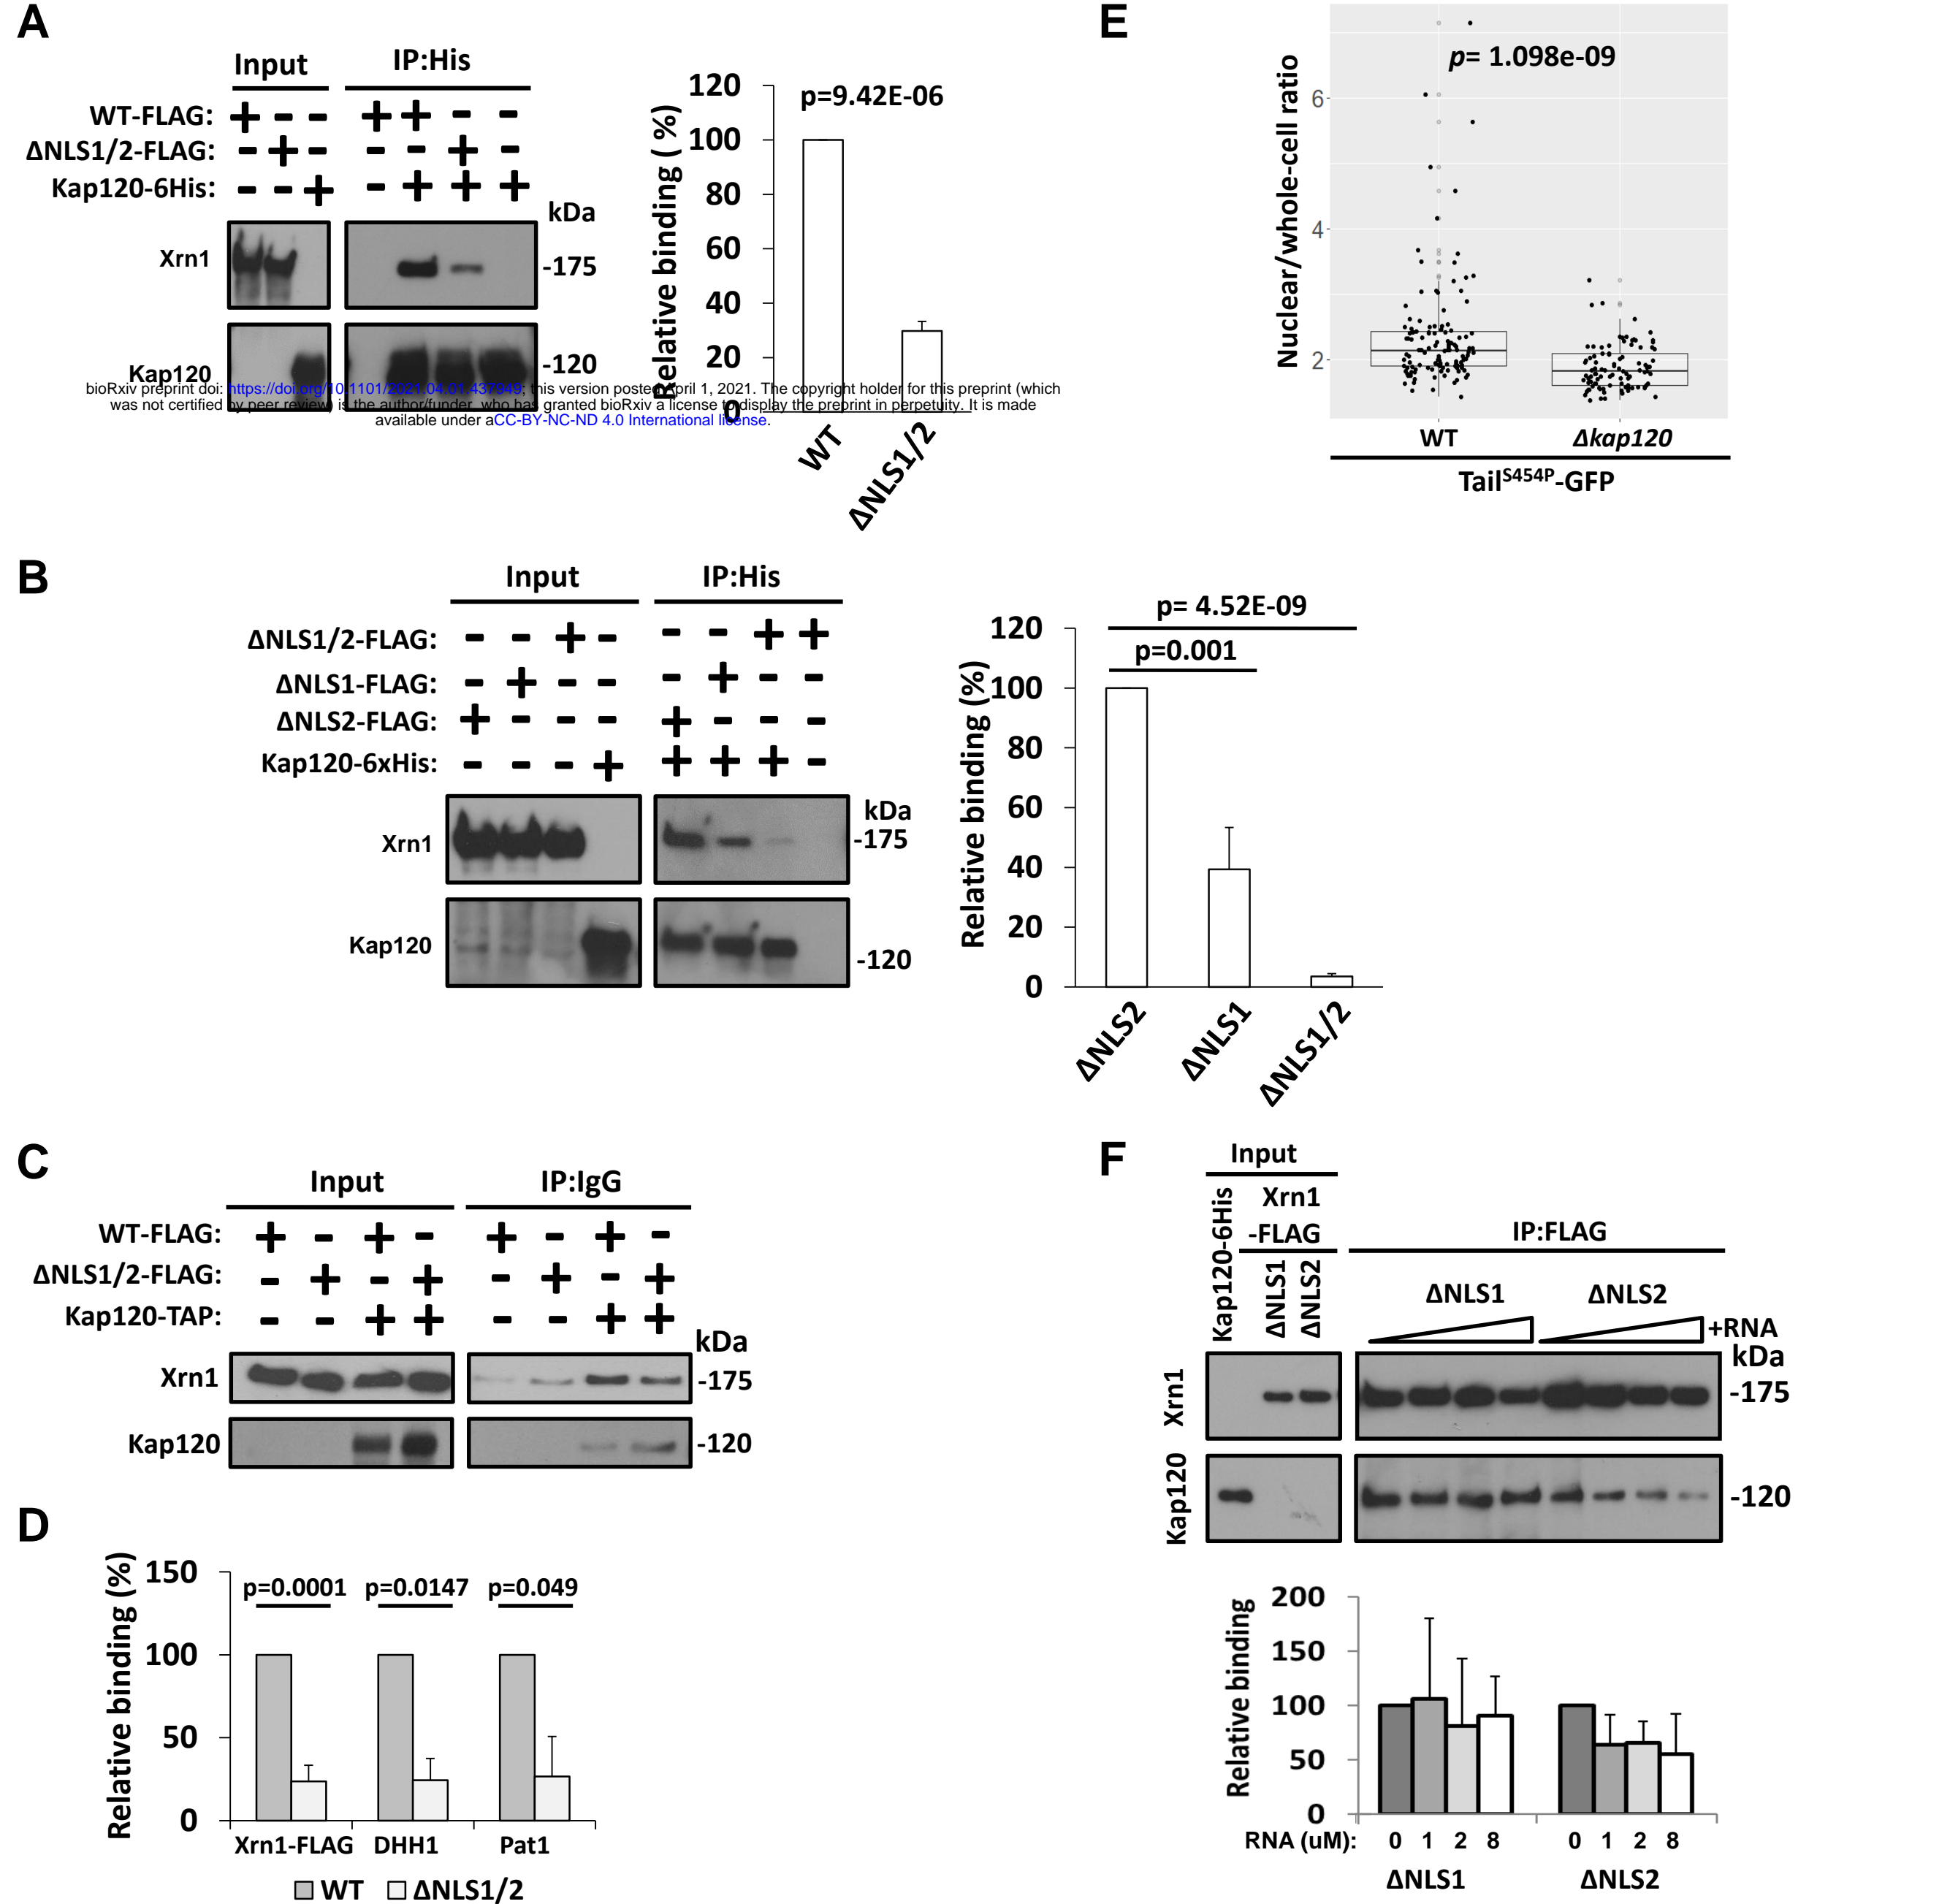 A
Input IP:His
WT-FLAG: + - - + + - -
ΔNLS1/2-FLAG: - + - - - + -
Kap120-6His: - - + - + + +
kDa
Xrn1 -175
Kap120 -120
Relative binding ( %)
120
100
80
60
40
20
0
p=9.42E-06
WT ΔNLS1/2
bioRxiv preprint doi: https://doi.org/10.1101/2021.04.01.437949; this version posted April 1, 2021. The copyright holder for this preprint (which
was not certified by peer review) is the author/funder, who has granted bioRxiv a license to display the preprint in perpetuity. It is made
available under aCC-BY-NC-ND 4.0 International license.
E
p= 1.098e-09
Nuclear/whole-cell ratio
6
4
2
WT Δkap120
TailS454P-GFP
B
Input IP:His
ΔNLS1/2-FLAG: - - + - - - + +
ΔNLS1-FLAG: - + - - - + - -
ΔNLS2-FLAG: + - - - + - - -
Kap120-6xHis: - - - + + + + -
kDa
Xrn1 -175
Kap120 -120
Relative binding (%)
120
100
80
60
40
20
0
p= 4.52E-09
p=0.001
ΔNLS2 ΔNLS1 ΔNLS1/2
C
Input IP:IgG
WT-FLAG: + - + - + - + -
ΔNLS1/2-FLAG: - + - + - + - +
Kap120-TAP: - - + + - - + +
kDa
Xrn1 -175
Kap120 -120
D
Relative binding (%)
150
100
50
0
p=0.0001 p=0.0147 p=0.049
Xrn1-FLAG DHH1 Pat1
WT ΔNLS1/2
F
Input
Kap120-6His
Xrn1
-FLAG
ΔNLS1
ΔNLS2
IP:FLAG
ΔNLS1 ΔNLS2
+RNA
kDa
Xrn1 -175
Kap120 -120
Relative binding
200
150
100
50
0
RNA (uM): 0 1 2 8 0 1 2 8
ΔNLS1 ΔNLS2